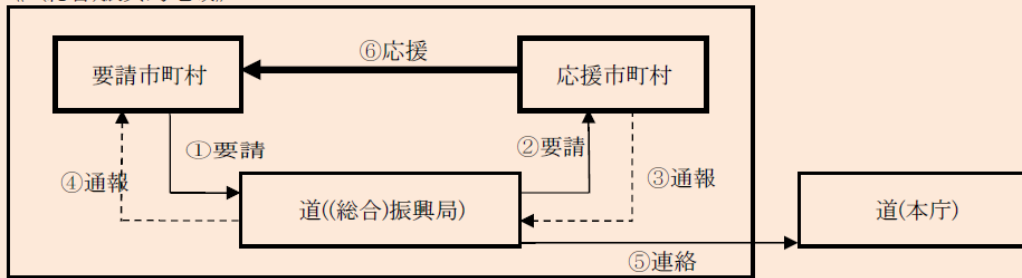 ⑥応援
要請市町村
応援市町村
①要請
②要請
④通報
③通報
道((総合)振興局)
道(本庁)
⑤連絡